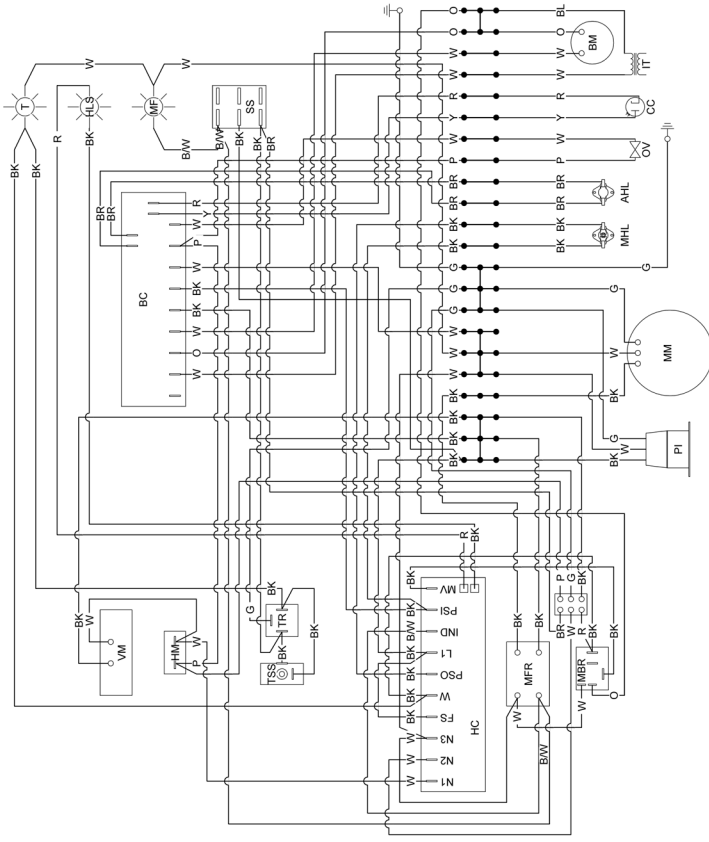 O
BL
O
O
BM
W
W
W
W
IT
R
R
CC
Y
Y
W
W
OV
P
P
BR
BR
AHL
BR
BR
BK
BK
MHL
BK
BK
G
G
G
G
G
W
W
W
MM
W
BK
BK
BK
G
BK
W
PI
BK
BK
T
HLS
MF
W
W
SS
R
BK
BK
BK
B/W
B/W
BK
BK
BR
BR
BR
R
Y
W
P
BC
W
BK
BK
W
O
W
BK
W
VM
HM
W
P
G
BK
TR
BK
BK
TSS
R
BK
BK
MV
BK
PSI
B/W
IND
BK
L1
BK
PSO
BK
W
BK
FS
W
N3
W
N2
W
N1
HC
BK
BK
MFR
W
B/W
P
G
BK
BR
W
R
BK
BK
MBR
W
O